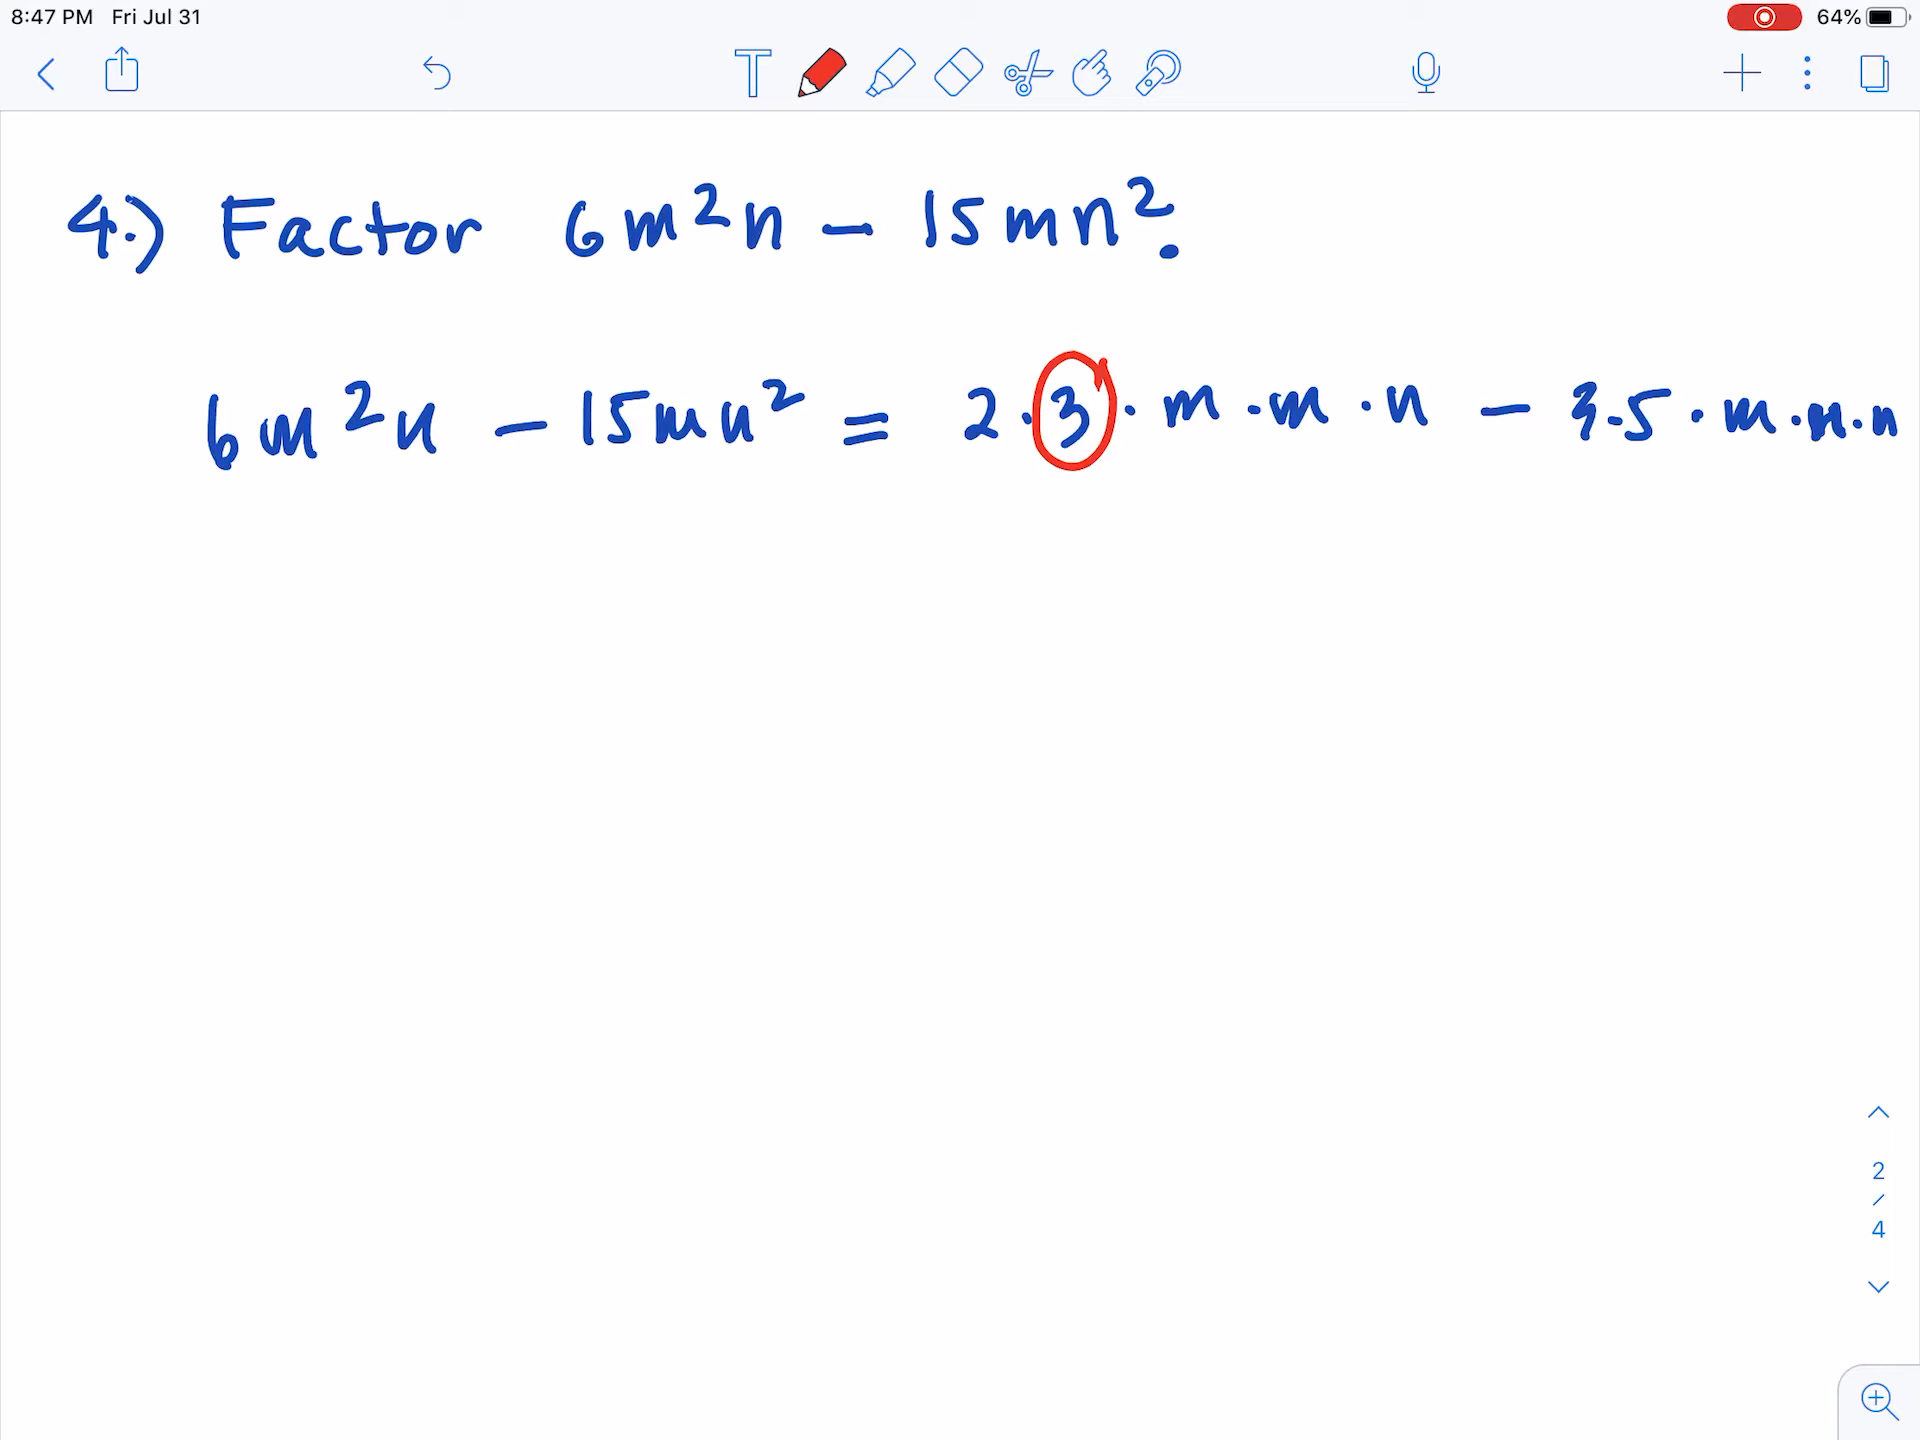 8:47 PM Fri Jul 31 64%
T
4.) Factor 6m²n – 15mn².
6m²n – 15mn² = 2·3·m·m·n – 3·5·m·n·n
2
/
4